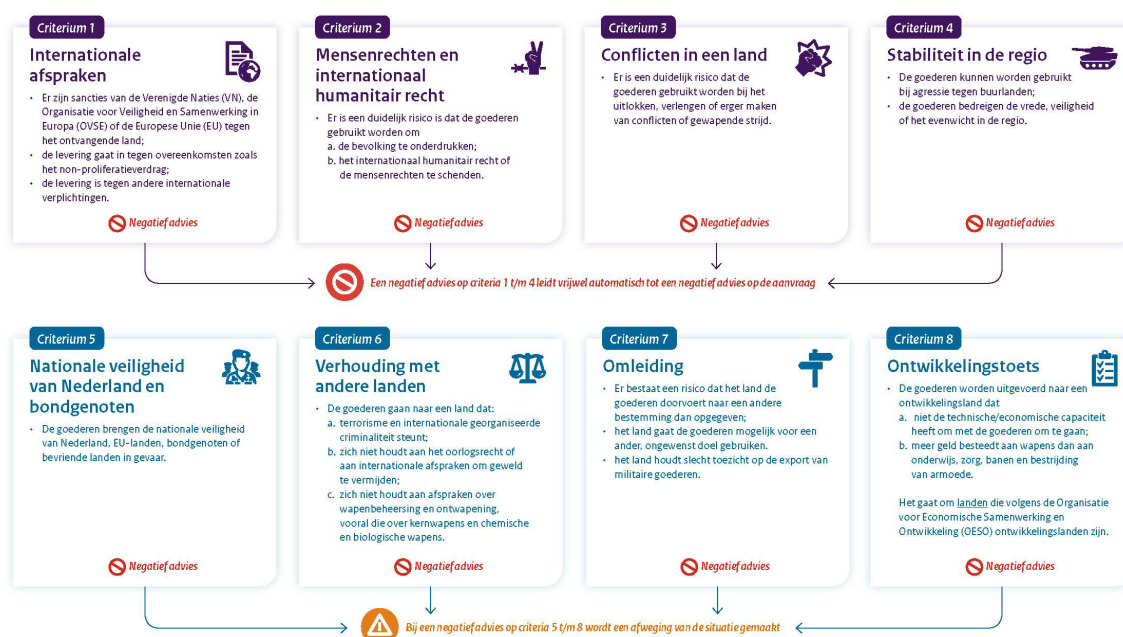 Criterium 1
Internationale
afspraken
• Er zijn sancties van de Verenigde Naties (VN), de
Organisatie voor Veiligheid en Samenwerking in
Europa (OVSE) of de Europese Unie (EU) tegen
het ontvangende land;
• de levering gaat in tegen overeenkomsten zoals
het non-proliferatieverdrag;
• de levering is tegen andere internationale
verplichtingen.
Negatief advies
Criterium 2
Mensenrechten en
internationaal
humanitair recht
• Er is een duidelijk risico is dat de goederen
gebruikt worden om
a. de bevolking te onderdrukken;
b. het internationaal humanitair recht of
de mensenrechten te schenden.
Negatief advies
Criterium 3
Conflicten in een land
• Er is een duidelijk risico dat de
goederen gebruikt worden bij het
uitlokken, verlengen of erger maken
van conflicten of gewapende strijd.
Negatief advies
Criterium 4
Stabiliteit in de regio
• De goederen kunnen worden gebruikt
bij agressie tegen buurlanden;
• de goederen bedreigen de vrede, veiligheid
of het evenwicht in de regio.
Negatief advies
Een negatief advies op criteria 1 t/m 4 leidt vrijwel automatisch tot een negatief advies op de aanvraag
Criterium 5
Nationale veiligheid
van Nederland en
bondgenoten
• De goederen brengen de nationale veiligheid
van Nederland, EU-landen, bondgenoten of
bevriende landen in gevaar.
Negatief advies
Criterium 6
Verhouding met
andere landen
• De goederen gaan naar een land dat:
a. terrorisme en internationale georganiseerde
criminaliteit steunt;
b. zich niet houdt aan het oorlogsrecht of
aan internationale afspraken om geweld
te vermijden;
c. zich niet houdt aan afspraken over
wapenbeheersing en ontwapening,
vooral die over kernwapens en chemische
en biologische wapens.
Negatief advies
Criterium 7
Omleiding
• Er bestaat een risico dat het land de
goederen doorvoert naar een andere
bestemming dan opgegeven;
• het land gaat de goederen mogelijk voor een
ander, ongewenst doel gebruiken.
• het land houdt slecht toezicht op de export van
militaire goederen.
Negatief advies
Criterium 8
Ontwikkelingstoets
• De goederen worden uitgevoerd naar een
ontwikkelingsland dat
a. niet de technische/economische capaciteit
heeft om met de goederen om te gaan;
b. meer geld besteedt aan wapens dan aan
onderwijs, zorg, banen en bestrijding
van armoede.
Het gaat om landen die volgens de Organisatie
voor Economische Samenwerking en
Ontwikkeling (OESO) ontwikkelingslanden zijn.
Negatief advies
Bij een negatief advies op criteria 5 t/m 8 wordt een afweging van de situatie gemaakt